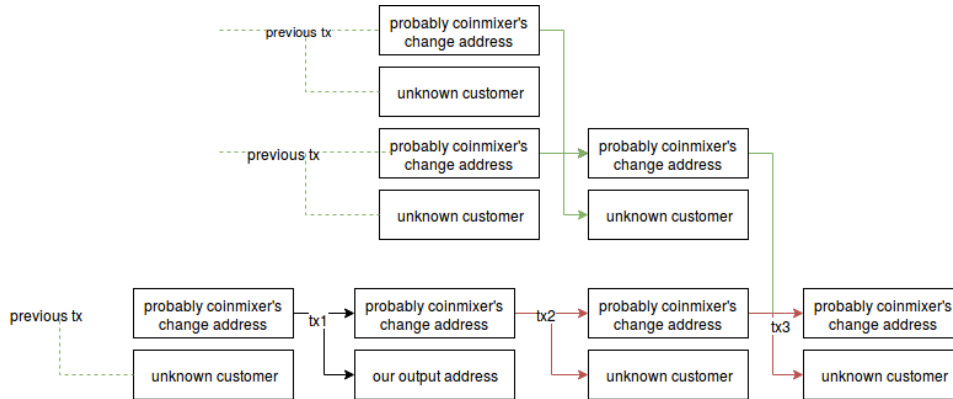 previous tx
probably coinmixer's
change address
unknown customer
previous tx
probably coinmixer's
change address
probably coinmixer's
change address
unknown customer
unknown customer
previous tx
probably coinmixer's
change address
tx1
probably coinmixer's
change address
tx2
probably coinmixer's
change address
tx3
probably coinmixer's
change address
unknown customer
our output address
unknown customer
unknown customer